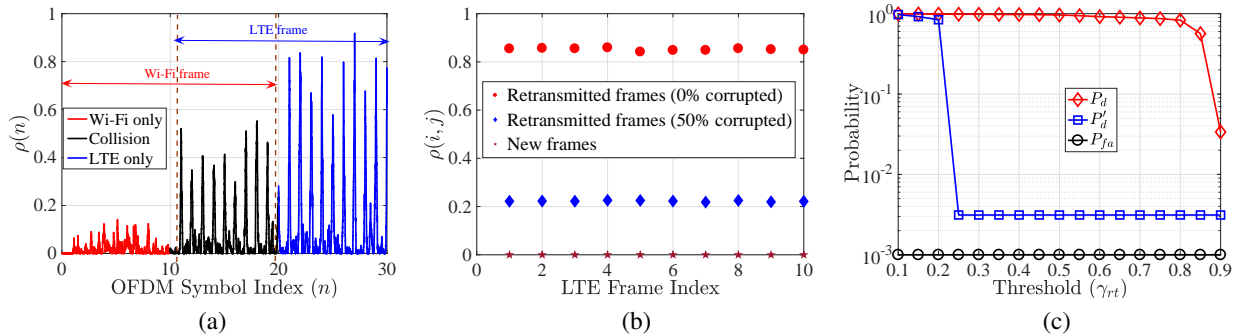 1
0.8
0.6
0.4
0.2
0
ρ(n)
LTE frame
Wi-Fi frame
Wi-Fi only
Collision
LTE only
0 10 20 30
OFDM Symbol Index (n)
(a)
1
0.8
0.6
0.4
0.2
0
ρ(i, j)
Retransmitted frames (0% corrupted)
Retransmitted frames (50% corrupted)
New frames
0 2 4 6 8 10
LTE Frame Index
(b)
10⁰
10⁻¹
10⁻²
10⁻³
Probability
P_d
P'_d
P_fa
0.1 0.2 0.3 0.4 0.5 0.6 0.7 0.8 0.9
Threshold (γ_rt)
(c)